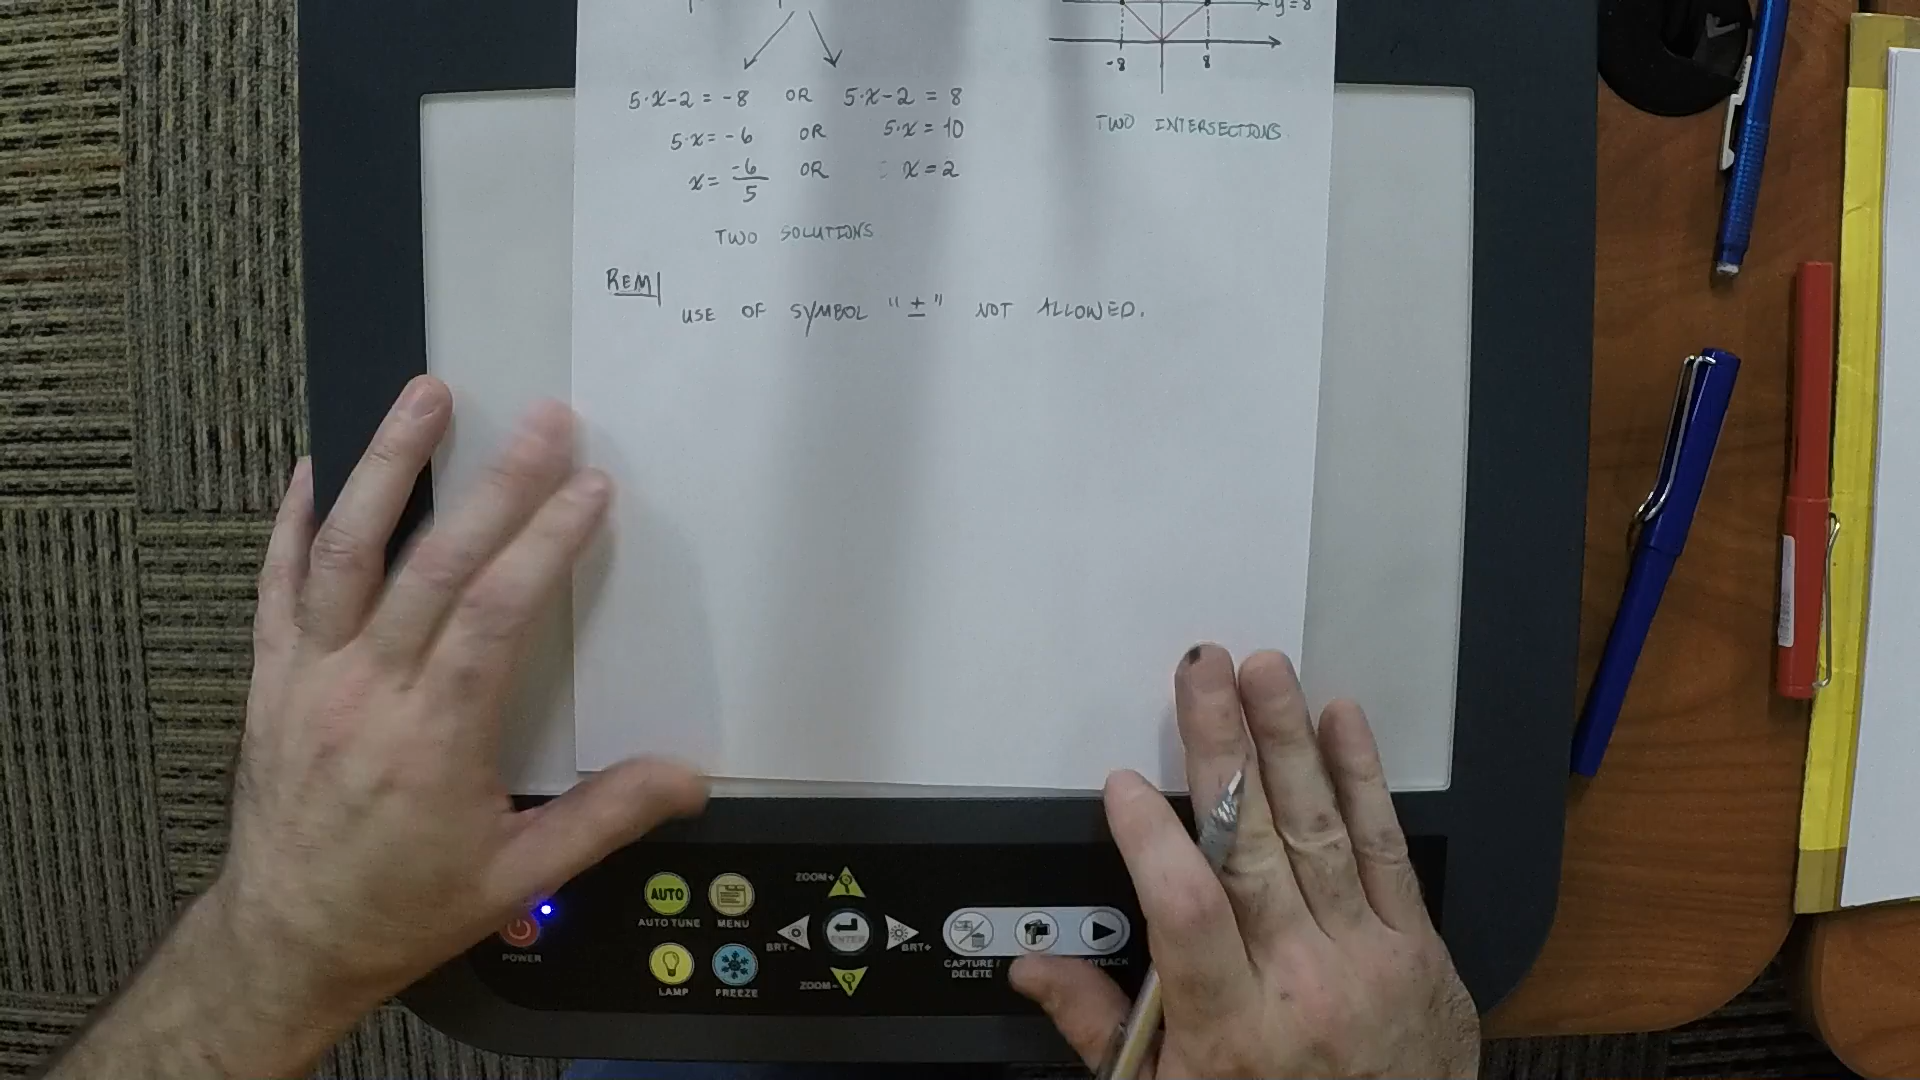 y=8
-8 8
5·x-2 = -8 OR 5·x-2 = 8
5·x = -6 OR 5·x = 10
x = -6/5 OR x = 2
TWO INTERSECTIONS.
TWO SOLUTIONS
REM
USE OF SYMBOL "±" NOT ALLOWED.
AUTO
AUTO TUNE
MENU
ZOOM+
BRT-
ENTER
BRT+
POWER
LAMP
FREEZE
ZOOM-
CAPTURE/
DELETE